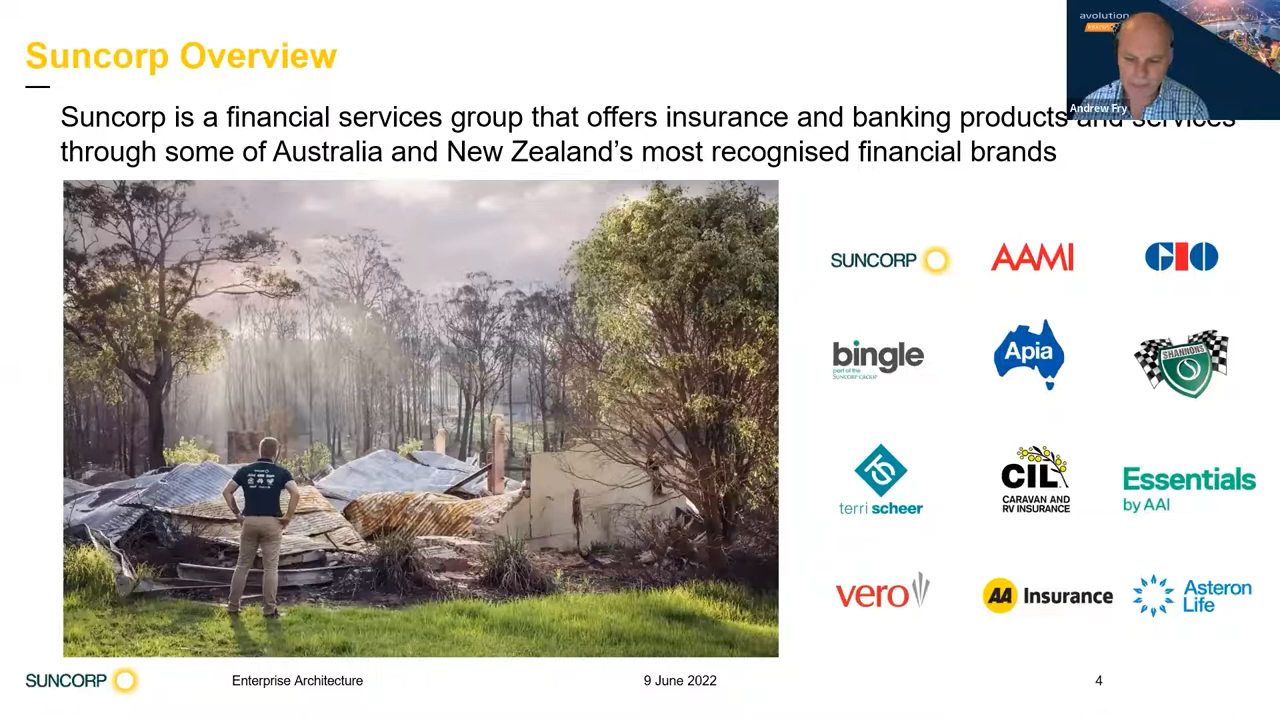 Suncorp Overview
avolution
Andrew Fry
Suncorp is a financial services group that offers insurance and banking products and services
through some of Australia and New Zealand’s most recognised financial brands
SUNCORP
AAMI
GIO
bingle
part of the
SUNCORP GROUP
Apia
SHANNONS
terri scheer
CIL
CARAVAN AND
RV INSURANCE
Essentials
by AAI
vero
AA Insurance
Asteron
Life
SUNCORP
Enterprise Architecture
9 June 2022
4